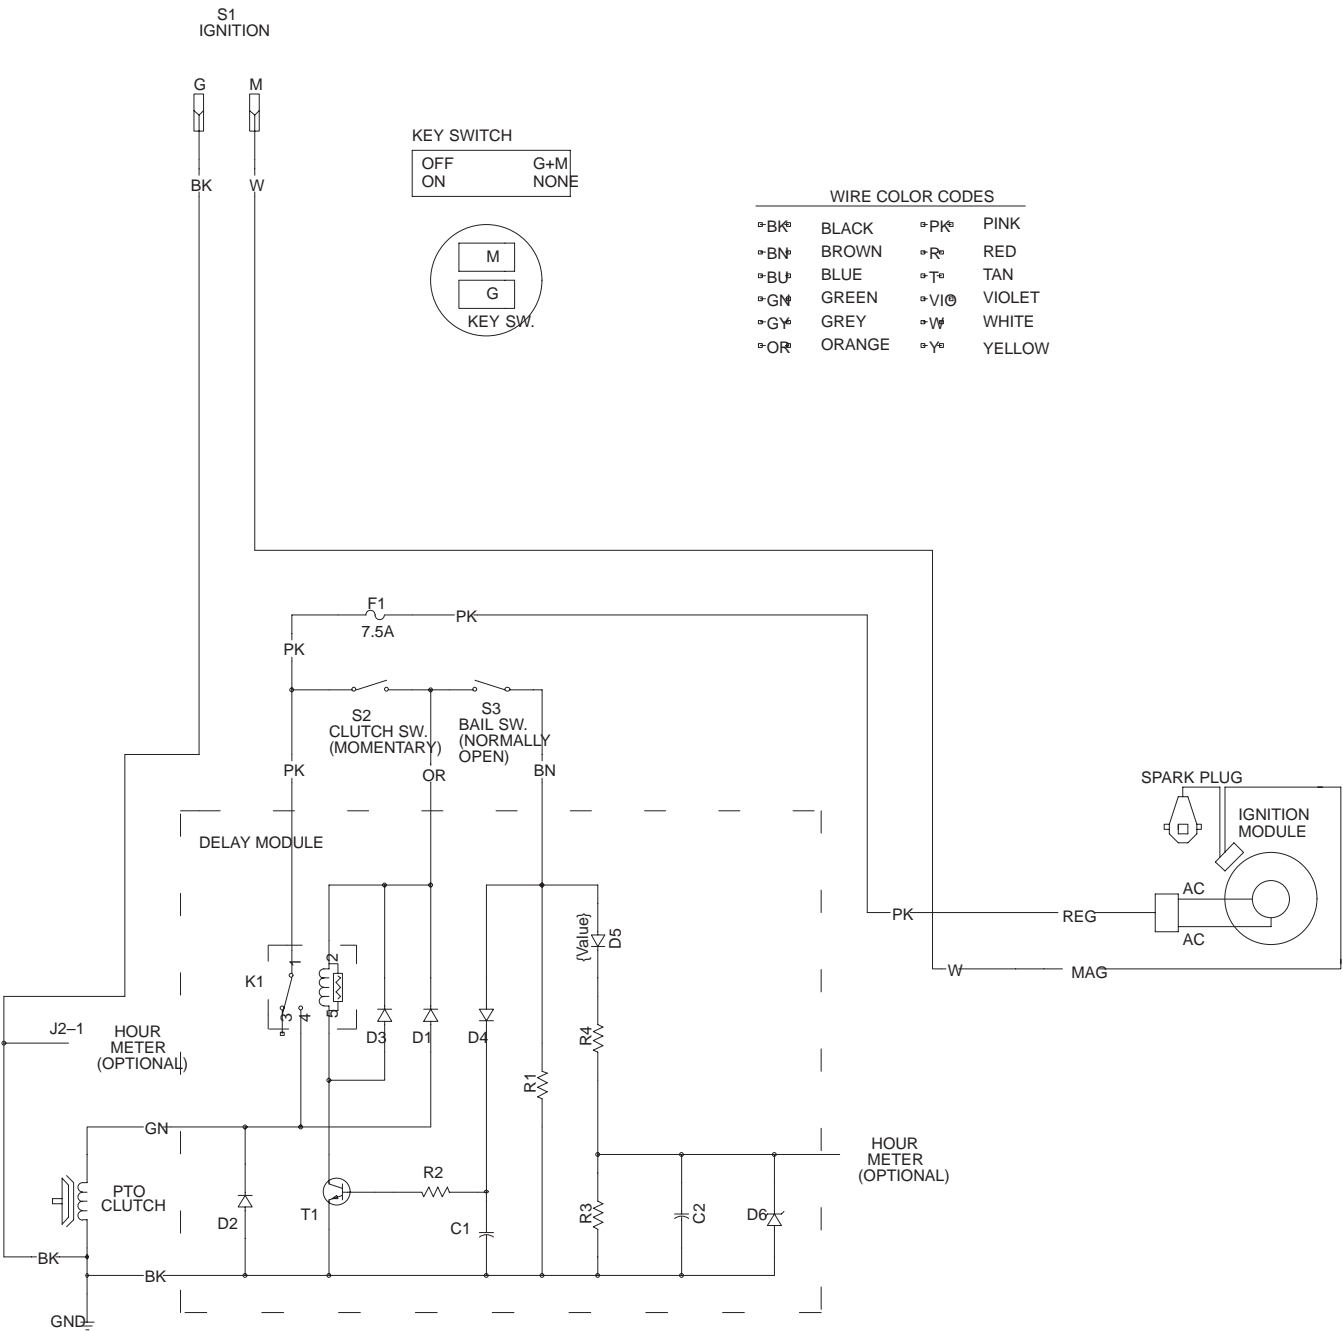 S1
IGNITION
G
M
BK
W
KEY SWITCH
OFF G+M
ON NONE
M
G
KEY SW.
WIRE COLOR CODES
BK BLACK PK PINK
BN BROWN R RED
BU BLUE T TAN
GN GREEN VIO VIOLET
GY GREY W WHITE
OR ORANGE Y YELLOW
F1
7.5A
PK
PK
S2
CLUTCH SW.
(MOMENTARY)
S3
BAIL SW.
(NORMALLY
OPEN)
PK
OR
BN
DELAY MODULE
SPARK PLUG
IGNITION
MODULE
AC
AC
PK
REG
W
MAG
{Value}
D5
K1
1
2
3
4
5
D3
D1
D4
R4
R1
J2–1
HOUR
METER
(OPTIONAL)
GN
HOUR
METER
(OPTIONAL)
PTO
CLUTCH
D2
T1
R2
C1
R3
C2
D6
BK
BK
GND